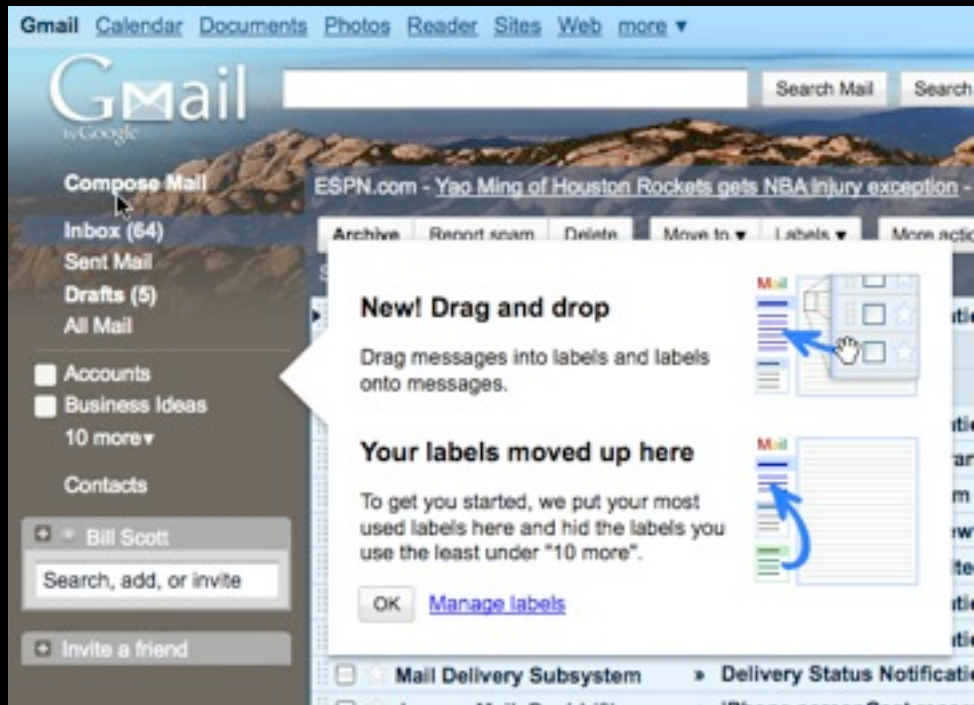 Gmail Calendar Documents Photos Reader Sites Web more ▼
Gmail
by Google
Search Mail Search
Compose Mail
ESPN.com - Yao Ming of Houston Rockets gets NBA Injury exception -
Inbox (64)
Archive Report spam Delete Move to ▼ Labels ▼ More actio
Sent Mail
Drafts (5)
All Mail
Accounts
Business Ideas
10 more ▼
Contacts
Bill Scott
Search, add, or invite
Invite a friend
New! Drag and drop
Drag messages into labels and labels
onto messages.
Mail
Your labels moved up here
To get you started, we put your most
used labels here and hid the labels you
use the least under "10 more".
Mail
OK Manage labels
Mail Delivery Subsystem » Delivery Status Notificatio